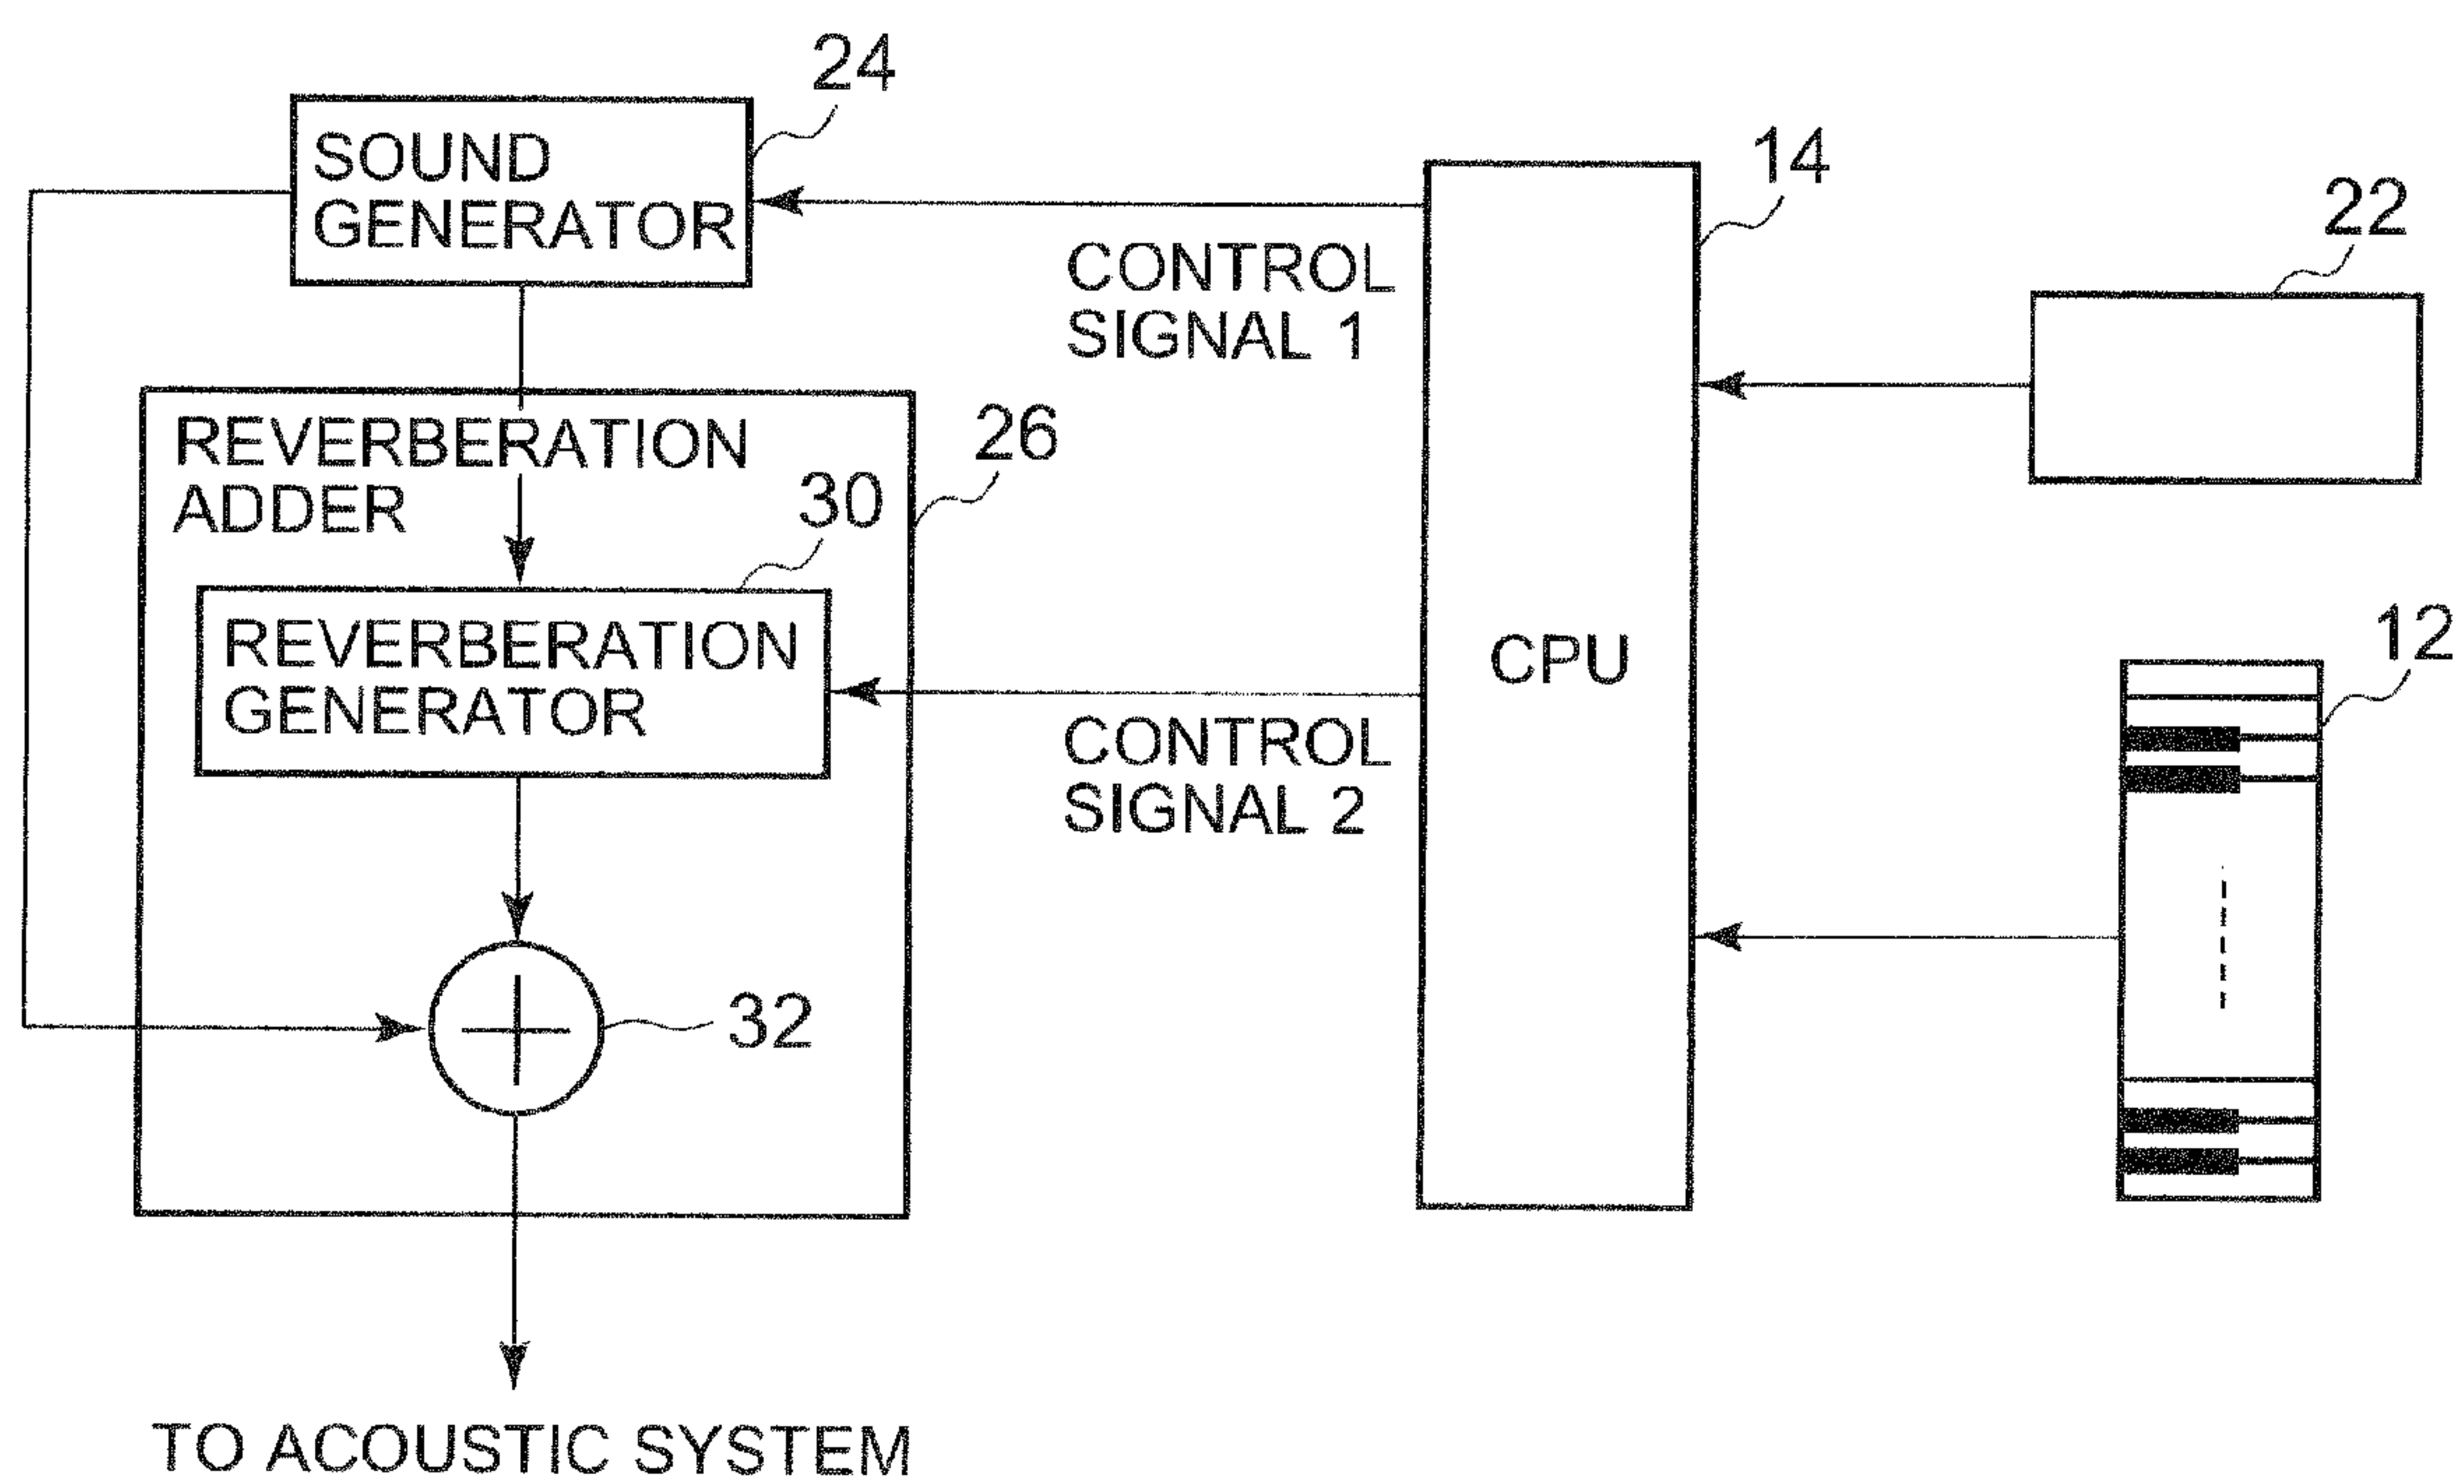 24
SOUND
GENERATOR
14
22
CONTROL
SIGNAL 1
REVERBERATION
ADDER
26
30
REVERBERATION
GENERATOR
CPU
12
CONTROL
SIGNAL 2
32
TO ACOUSTIC SYSTEM